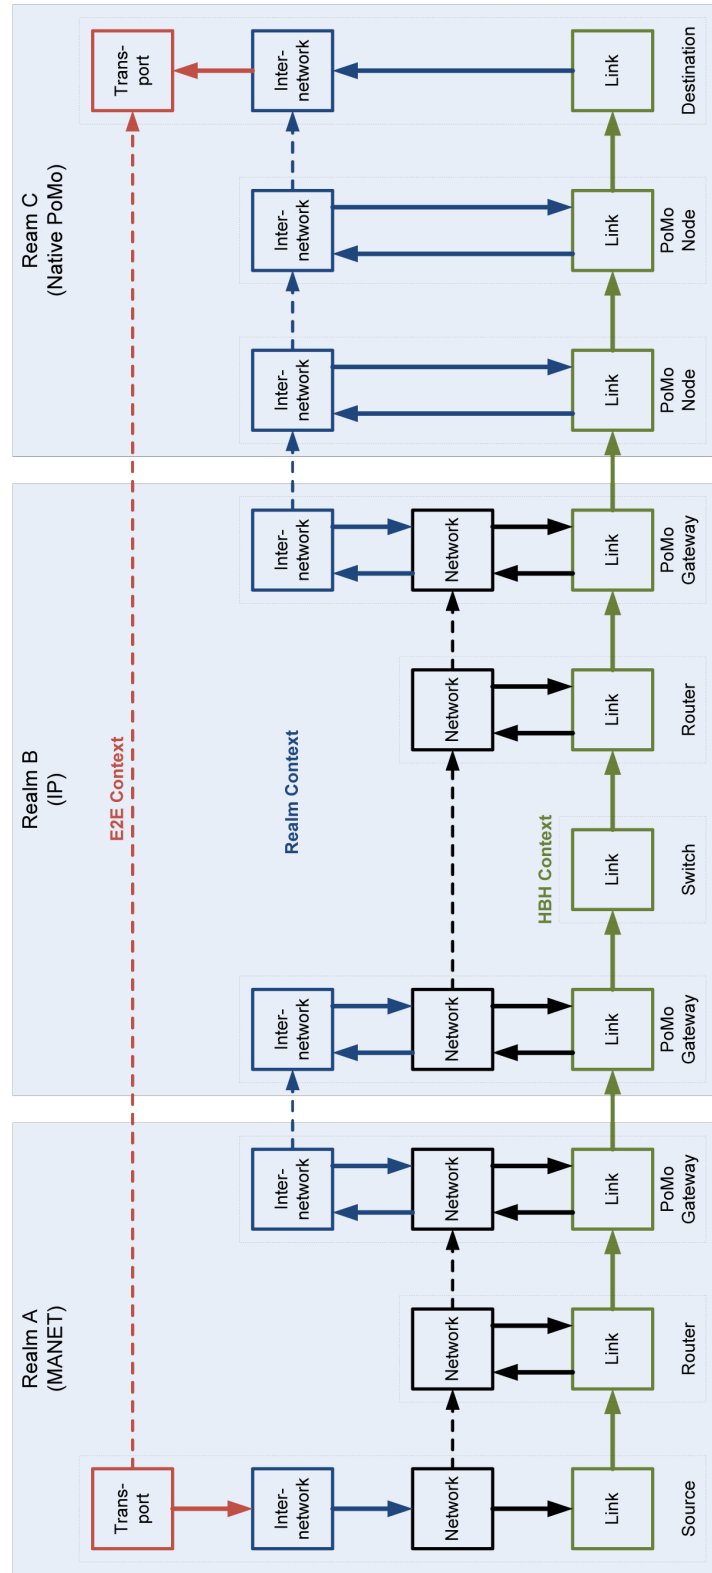 Realm A
(MANET)
Realm B
(IP)
Ream C
(Native PoMo)
Trans-
port
E2E Context
Trans-
port
Inter-
network
Inter-
network
Inter-
network
Realm Context
Inter-
network
Inter-
network
Inter-
network
Inter-
network
Network
Network
Network
Network
Network
Network
HBH Context
Link
Link
Link
Link
Link
Link
Link
Link
Link
Link
Source
Router
PoMo
Gateway
PoMo
Gateway
Switch
Router
PoMo
Gateway
PoMo
Node
PoMo
Node
Destination